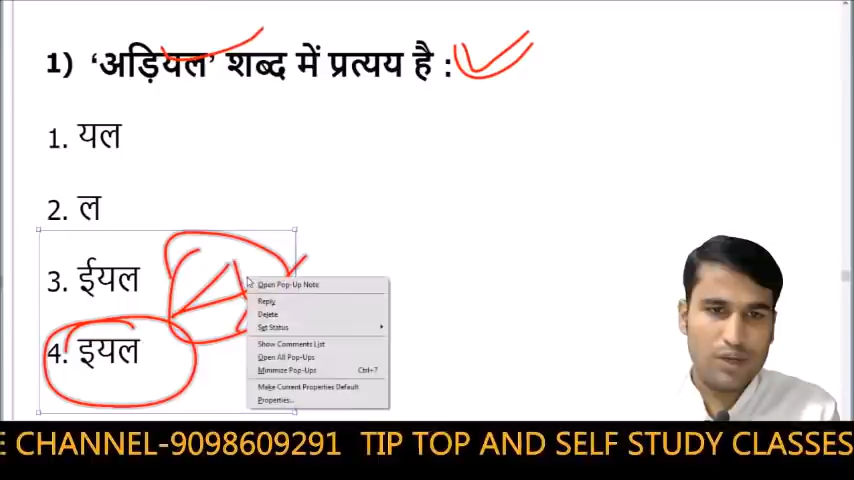 1) 'अड़ियल' शब्द में प्रत्यय है :
1. यल
2. ल
3. ईयल
4. इयल
Open Pop-Up Note
Reply
Delete
Set Status
Show Comments List
Open All Pop-Ups
Minimize Pop-Ups Ctrl+7
Make Current Properties Default
Properties...
E CHANNEL-9098609291 TIP TOP AND SELF STUDY CLASSES